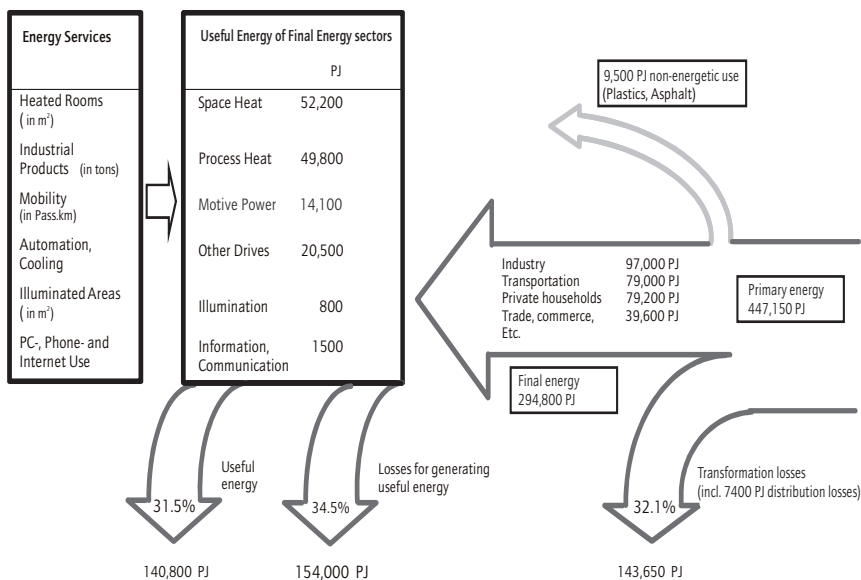 Energy Services
Heated Rooms
( in m²)
Industrial
Products (in tons)
Mobility
(in Pass.km)
Automation,
Cooling
Illuminated Areas
( in m²)
PC-, Phone- and
Internet Use
Useful Energy of Final Energy sectors
PJ
Space Heat 52,200
Process Heat 49,800
Motive Power 14,100
Other Drives 20,500
Illumination 800
Information, 1500
Communication
9,500 PJ non-energetic use
(Plastics, Asphalt)
Industry 97,000 PJ
Transportation 79,000 PJ
Private households 79,200 PJ
Trade, commerce, 39,600 PJ
Etc.
Primary energy
447,150 PJ
Final energy
294,800 PJ
Useful
energy
31.5%
140,800 PJ
Losses for generating
useful energy
34.5%
154,000 PJ
Transformation losses
(incl. 7400 PJ distribution losses)
32.1%
143,650 PJ